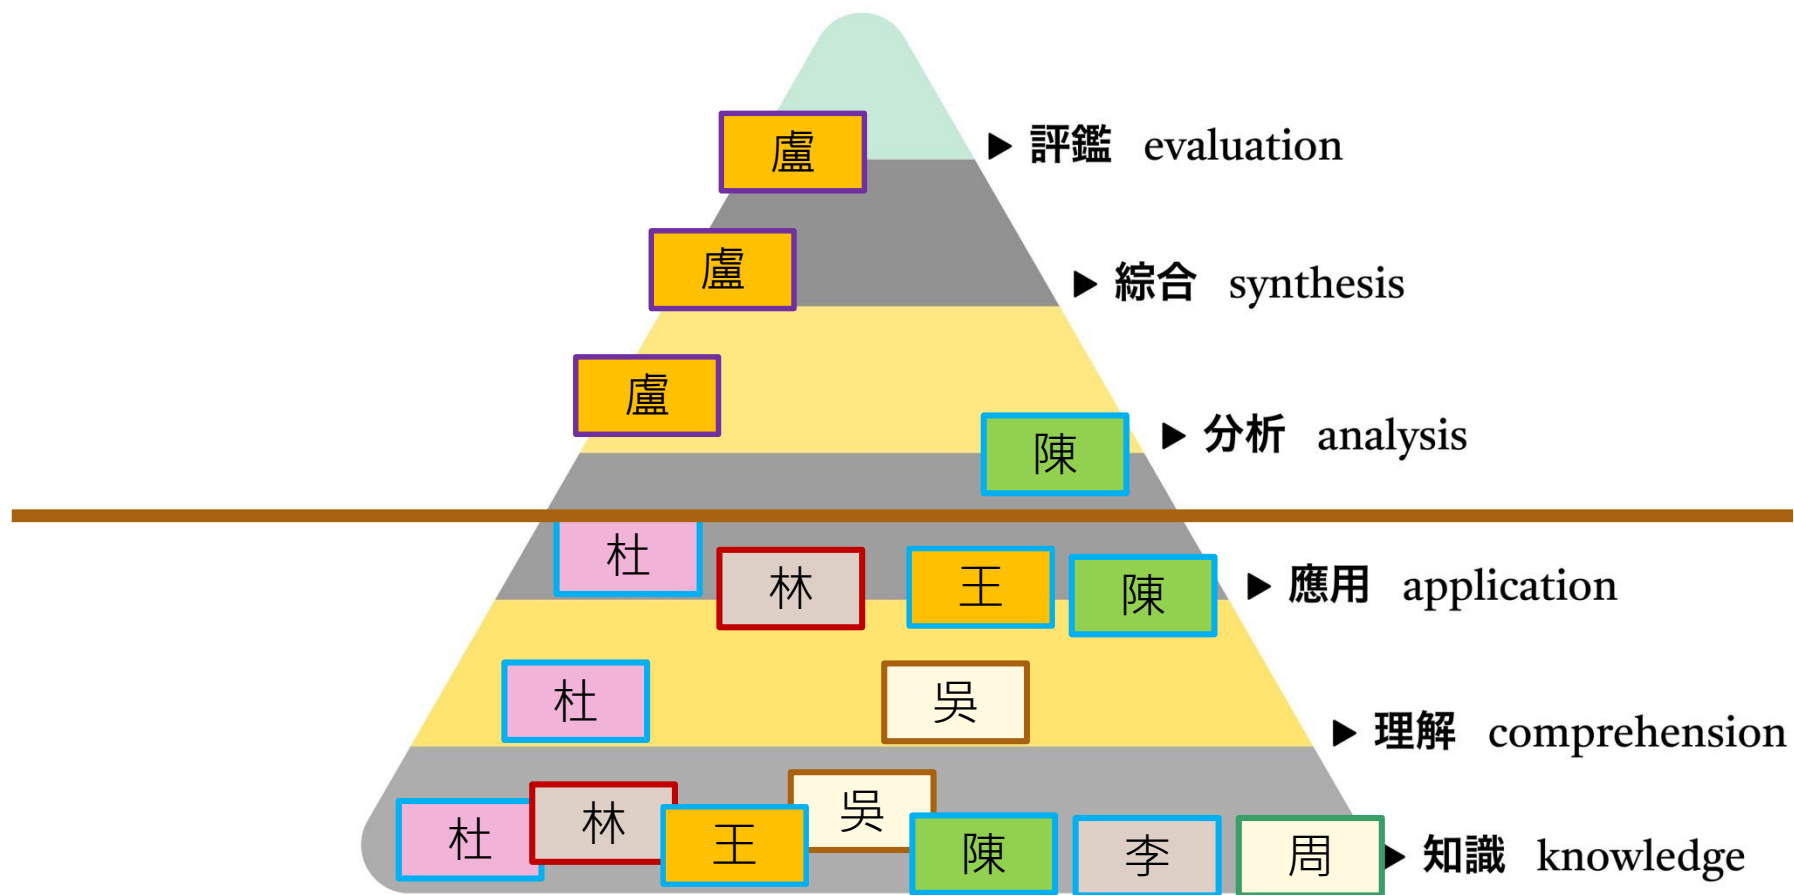 盧
▶ 評鑑 evaluation
盧
▶ 綜合 synthesis
盧
陳
▶ 分析 analysis
杜 林 王 陳
▶ 應用 application
杜 吳
▶ 理解 comprehension
杜 林 王 吳 陳 李 周
▶ 知識 knowledge